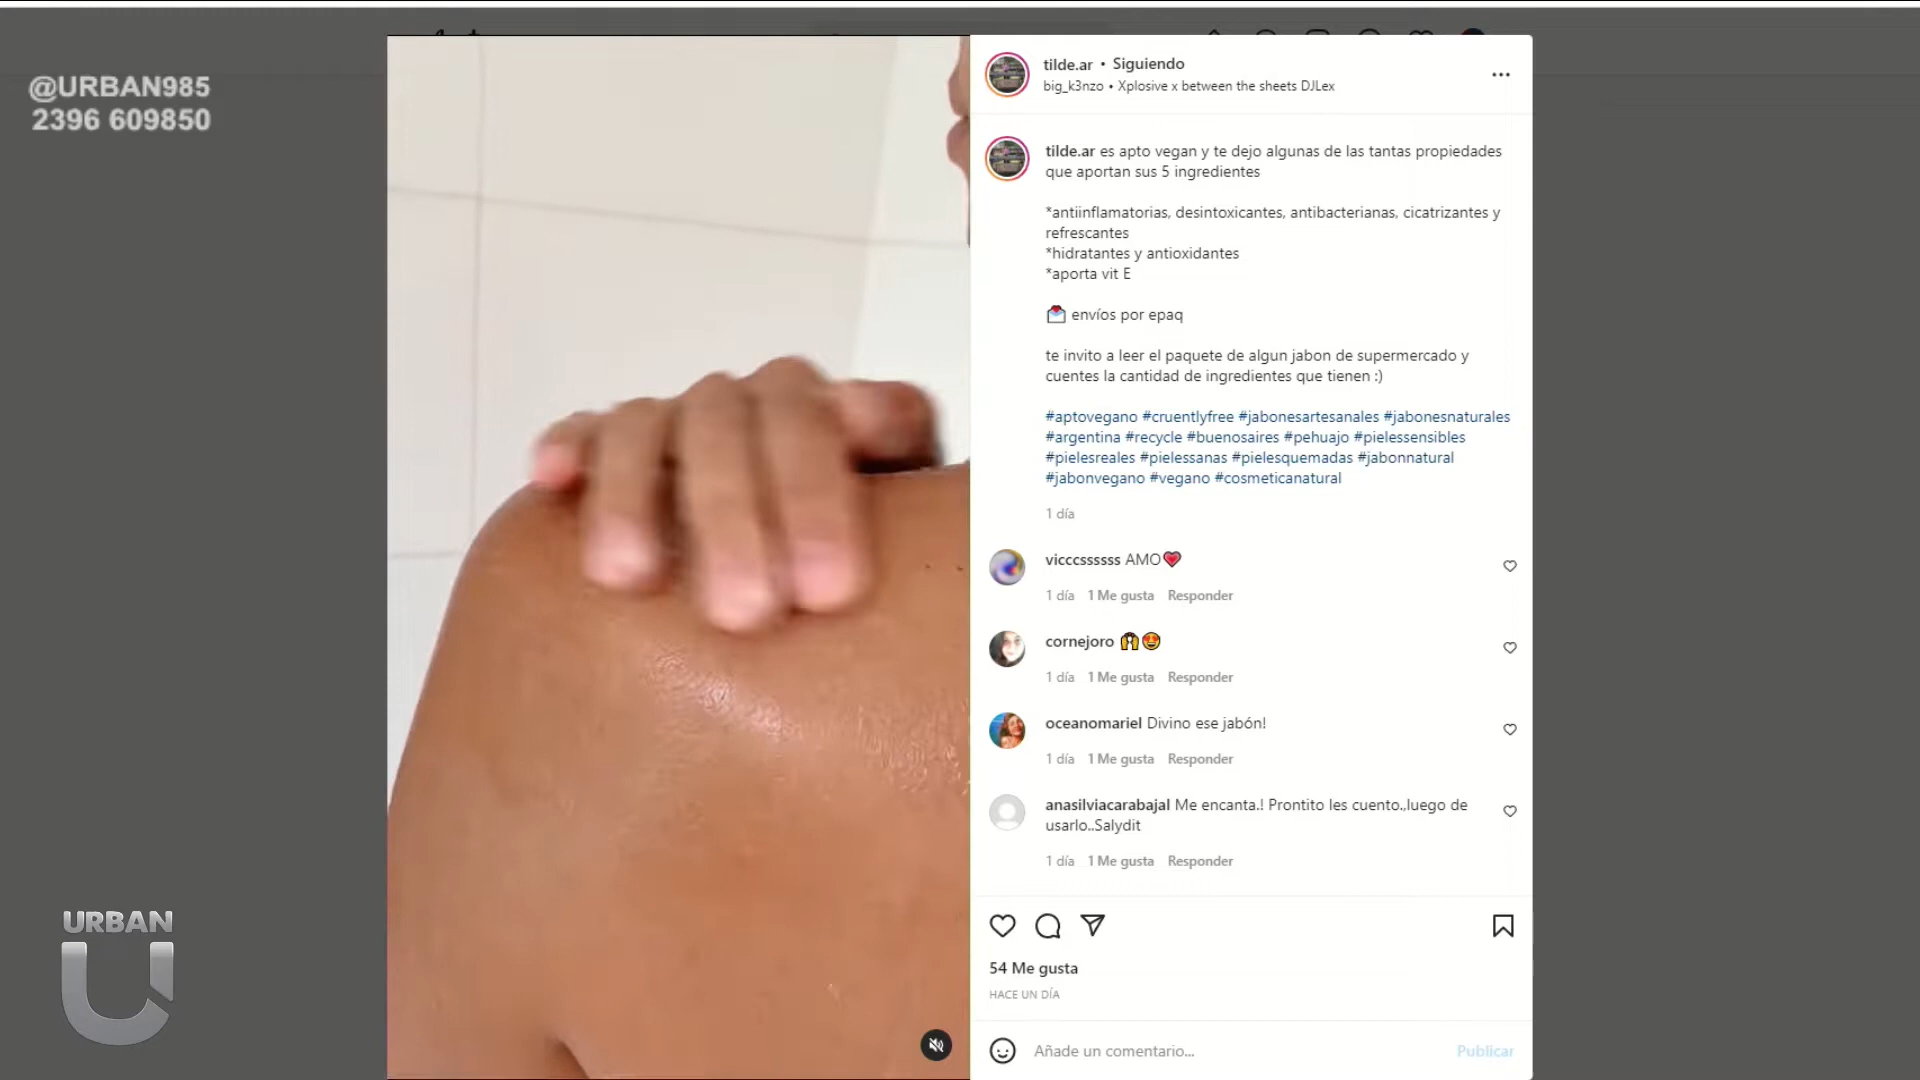 @URBAN985
2396 609850
tilde.ar • Siguiendo
big_k3nzo • Xplosive x between the sheets DJLex
tilde.ar es apto vegan y te dejo algunas de las tantas propiedades
que aportan sus 5 ingredientes
*antiinflamatorias, desintoxicantes, antibacterianas, cicatrizantes y
refrescantes
*hidratantes y antioxidantes
*aporta vit E
💌 envíos por epaq
te invito a leer el paquete de algun jabon de supermercado y
cuentes la cantidad de ingredientes que tienen :)
#aptovegano #cruentlyfree #jabonesartesanales #jabonesnaturales
#argentina #recycle #buenosaires #pehuajo #pielessensibles
#pielesreales #pielessanas #pielesquemadas #jabonnatural
#jabonvegano #vegano #cosmeticanatural
1 día
vicccssssss AMO💗
1 día 1 Me gusta Responder
cornejoro 🙌😍
1 día 1 Me gusta Responder
oceanomariel Divino ese jabón!
1 día 1 Me gusta Responder
anasilviacarabajal Me encanta.! Prontito les cuento.,luego de
usarlo..Salydit
1 día 1 Me gusta Responder
54 Me gusta
HACE UN DÍA
Añade un comentario...
Publicar
URBAN
U